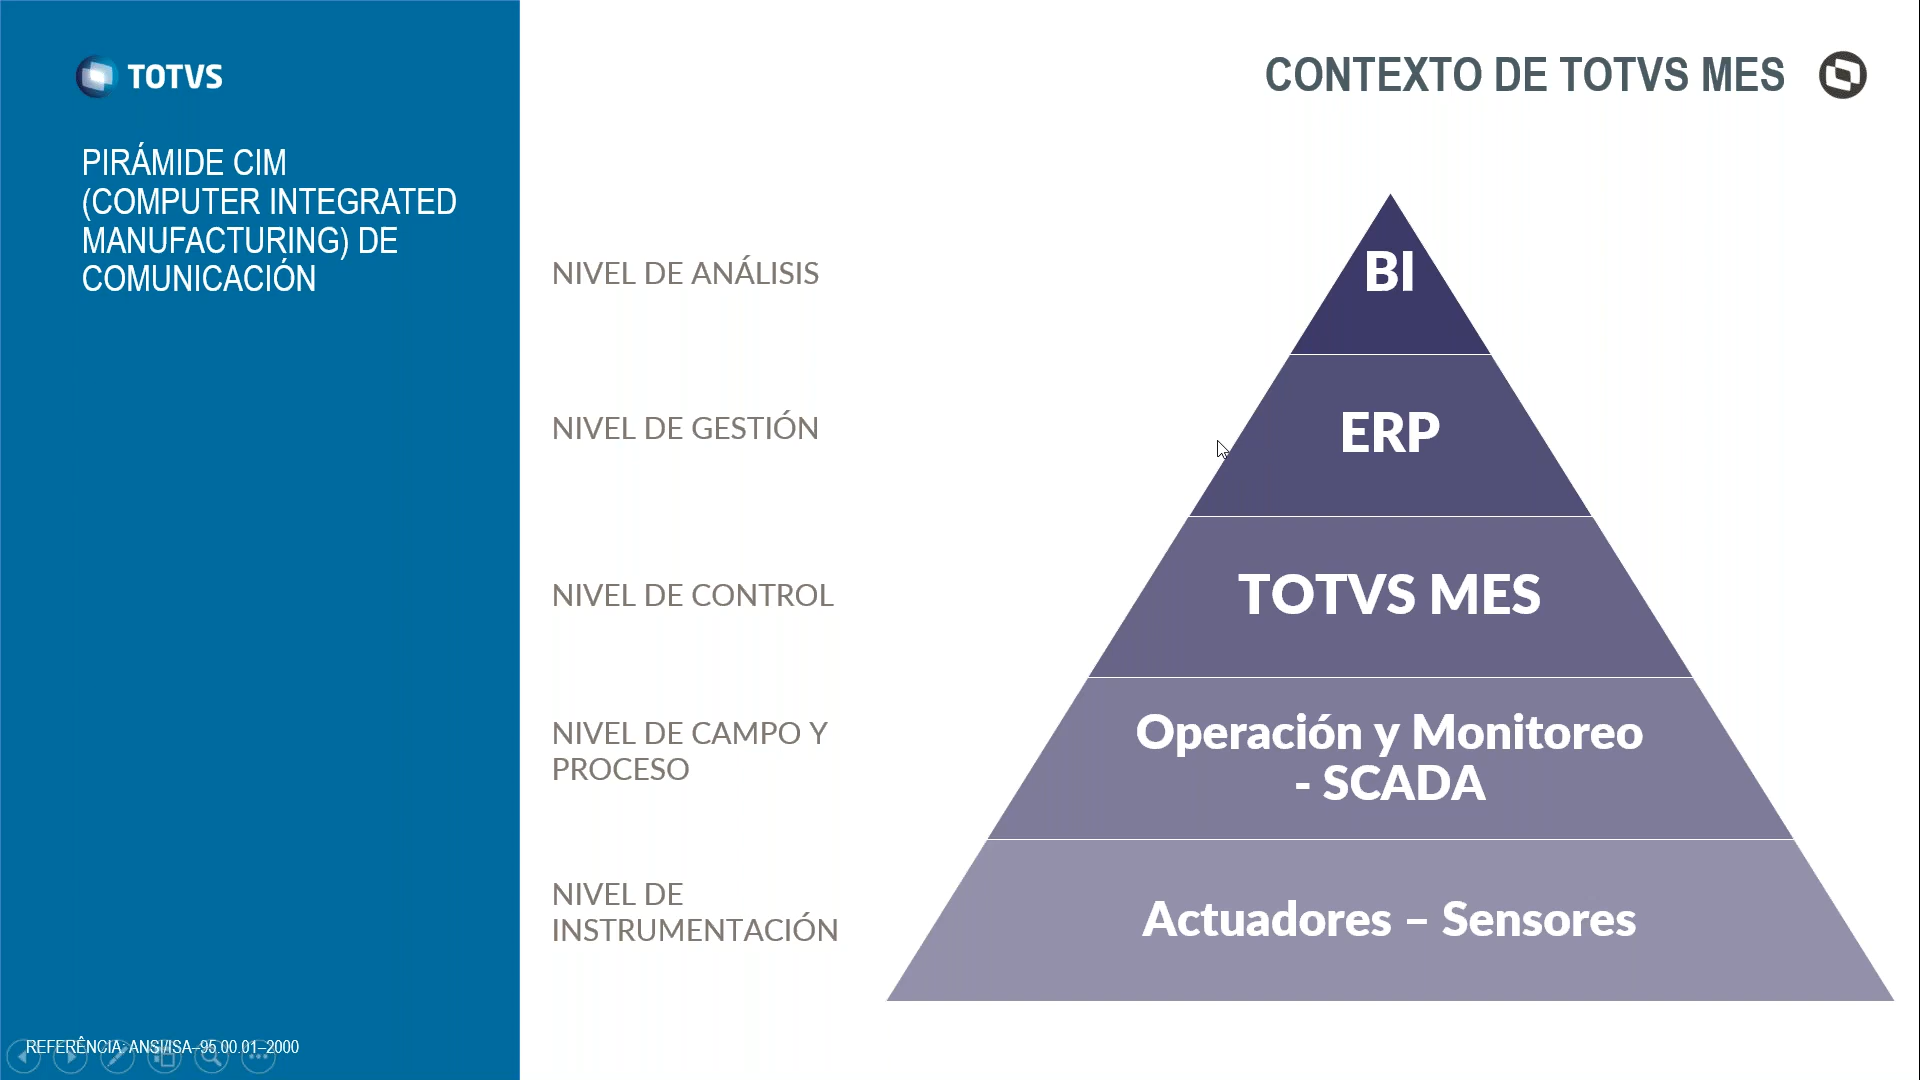 TOTVS
CONTEXTO DE TOTVS MES
PIRÁMIDE CIM
(COMPUTER INTEGRATED
MANUFACTURING) DE
COMUNICACIÓN
NIVEL DE ANÁLISIS
BI
NIVEL DE GESTIÓN
ERP
NIVEL DE CONTROL
TOTVS MES
NIVEL DE CAMPO Y
PROCESO
Operación y Monitoreo
- SCADA
NIVEL DE
INSTRUMENTACIÓN
Actuadores – Sensores
REFERÊNCIA: ANSI/ISA–95.00.01–2000